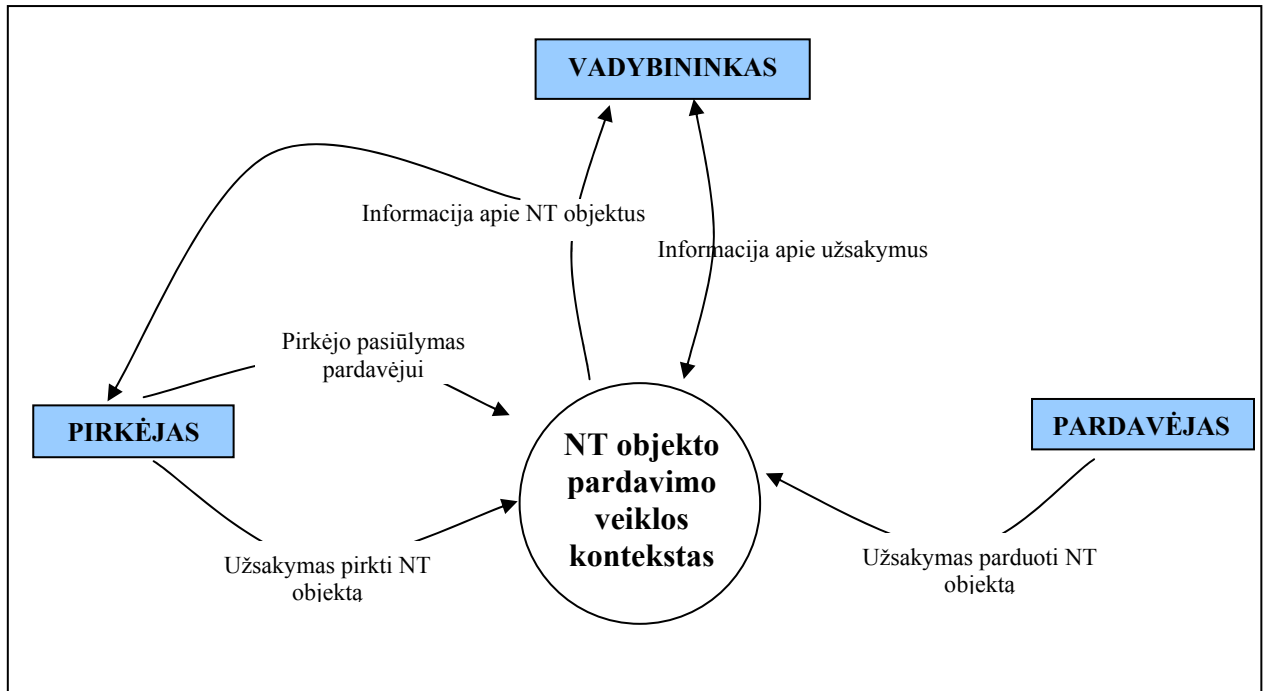 VADYBININKAS
Informacija apie NT objektus
Informacija apie užsakymus
Pirkėjo pasiūlymas
pardavėjui
PIRKĖJAS
PARDAVĖJAS
NT objekto
pardavimo
veiklos
kontekstas
Užsakymas pirkti NT
objektą
Užsakymas parduoti NT
objektą